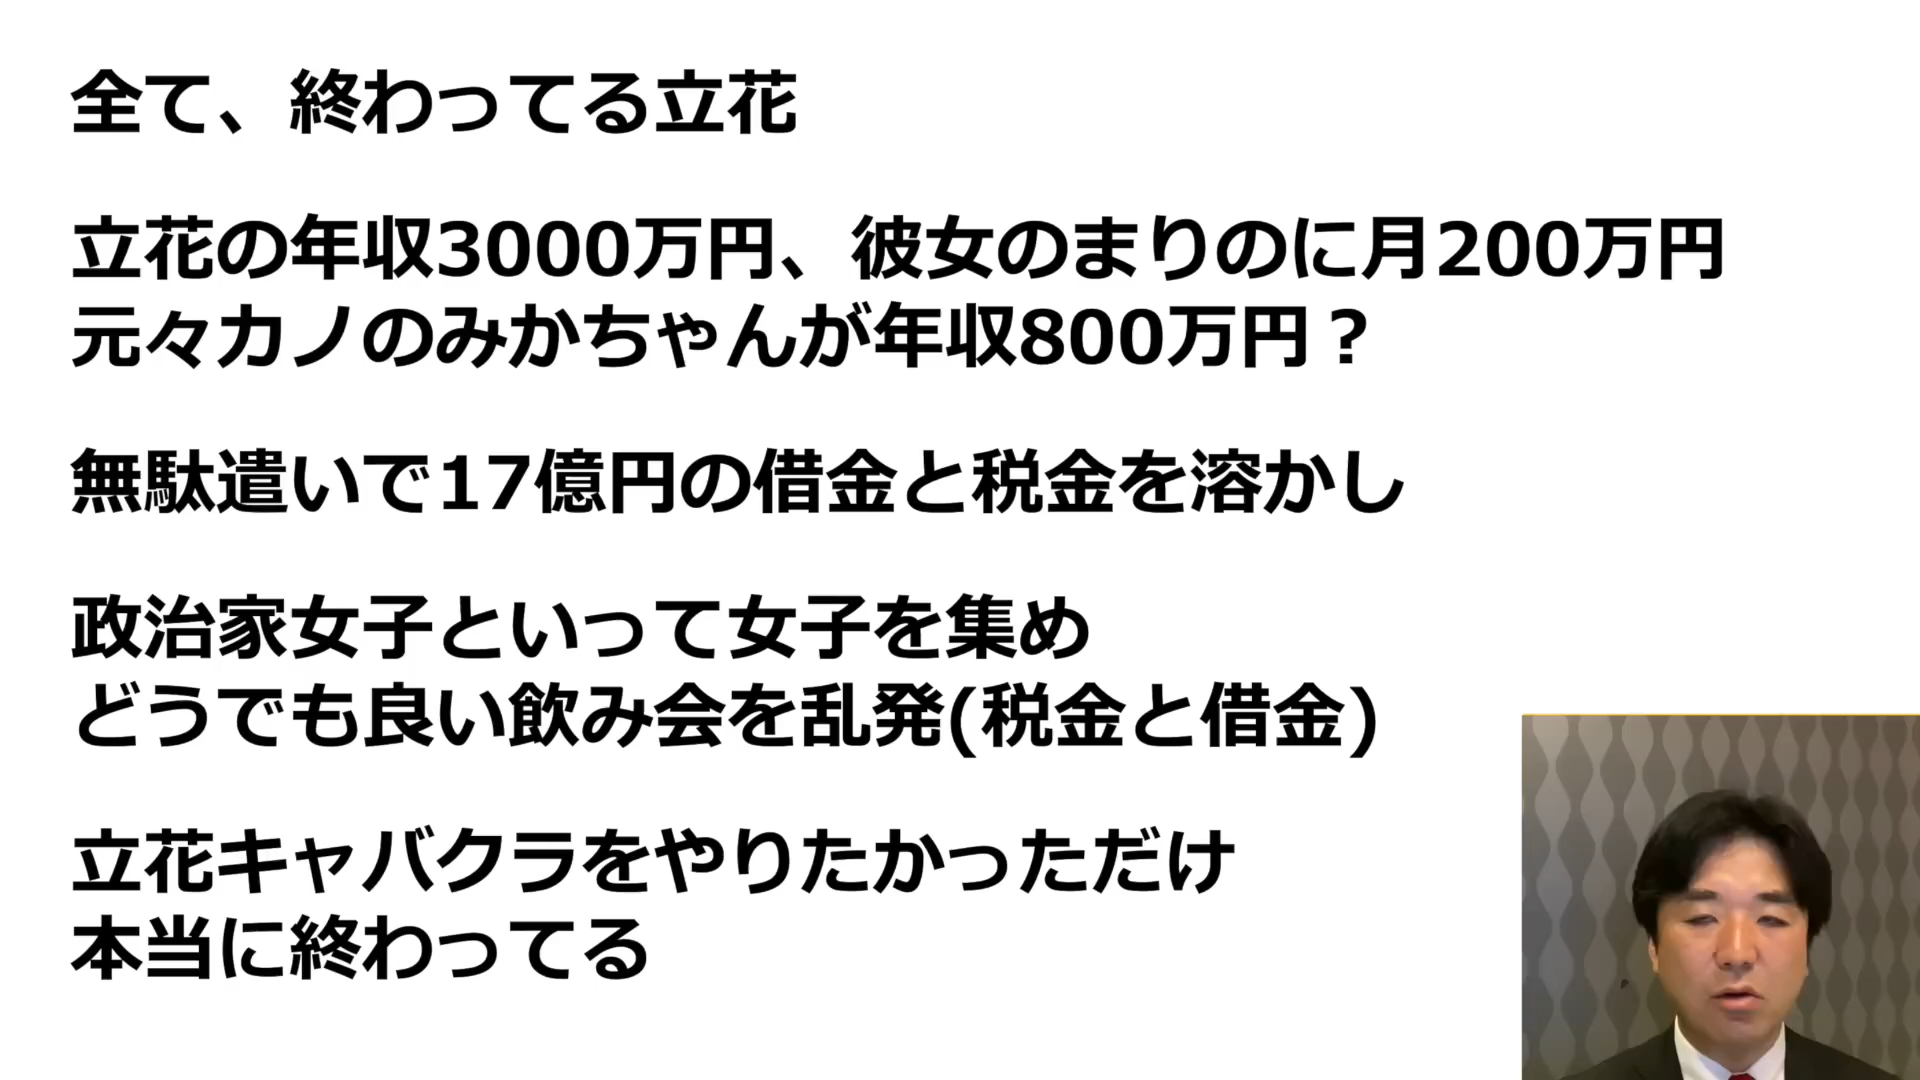 全て、終わってる立花
立花の年収3000万円、彼女のまりのに月200万円
元々カノのみかちゃんが年収800万円？
無駄遣いで17億円の借金と税金を溶かし
政治家女子といって女子を集め
どうでも良い飲み会を乱発(税金と借金)
立花キャバクラをやりたかっただけ
本当に終わってる